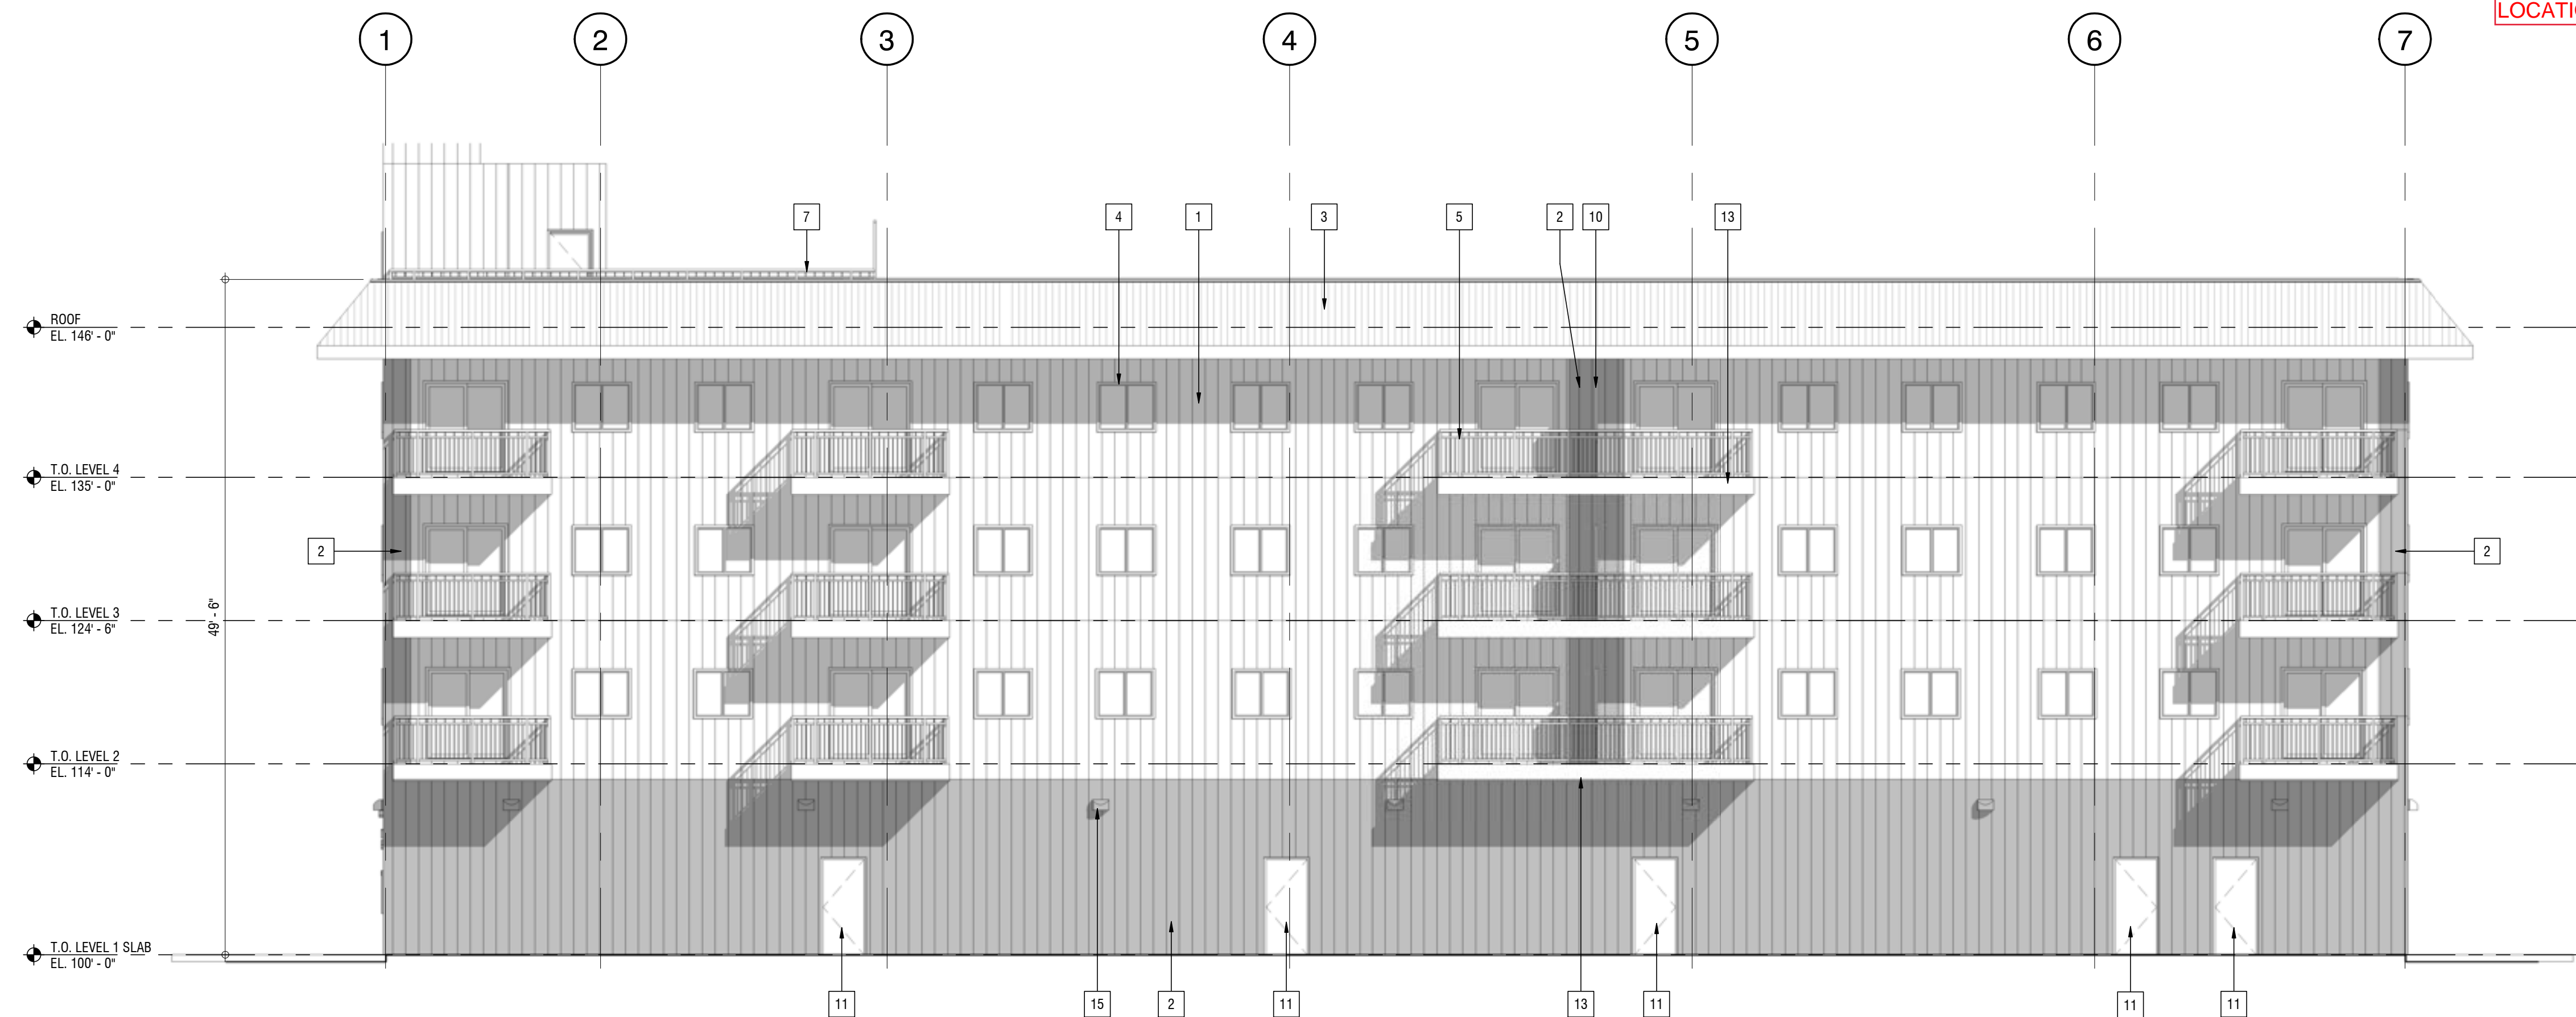 LOCATI
1 2 3 4 5 6 7
7 4 1 3 5 2 10 13
ROOF
EL. 146' - 0"
T.O. LEVEL 4
EL. 135' - 0"
2 2
49' - 6"
T.O. LEVEL 3
EL. 124' - 6"
T.O. LEVEL 2
EL. 114' - 0"
T.O. LEVEL 1 SLAB
EL. 100' - 0"
11 15 2 11 13 11 11 11